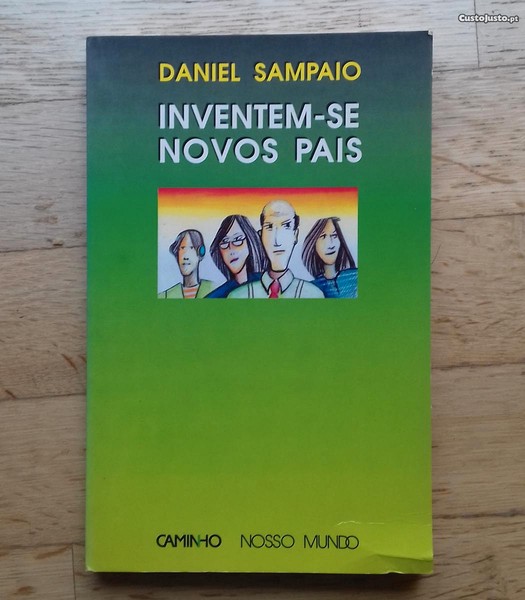 CustoJusto.pt
DANIEL SAMPAIO
INVENTEM-SE
NOVOS PAIS
CAMINHO NOSSO MUNDO